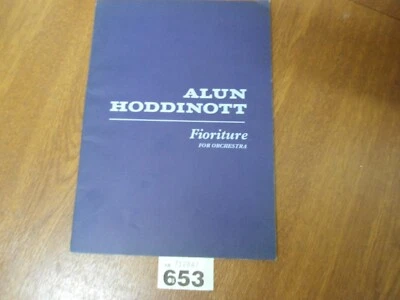 ALUN
HODDINOTT
Fioriture
FOR ORCHESTRA
653